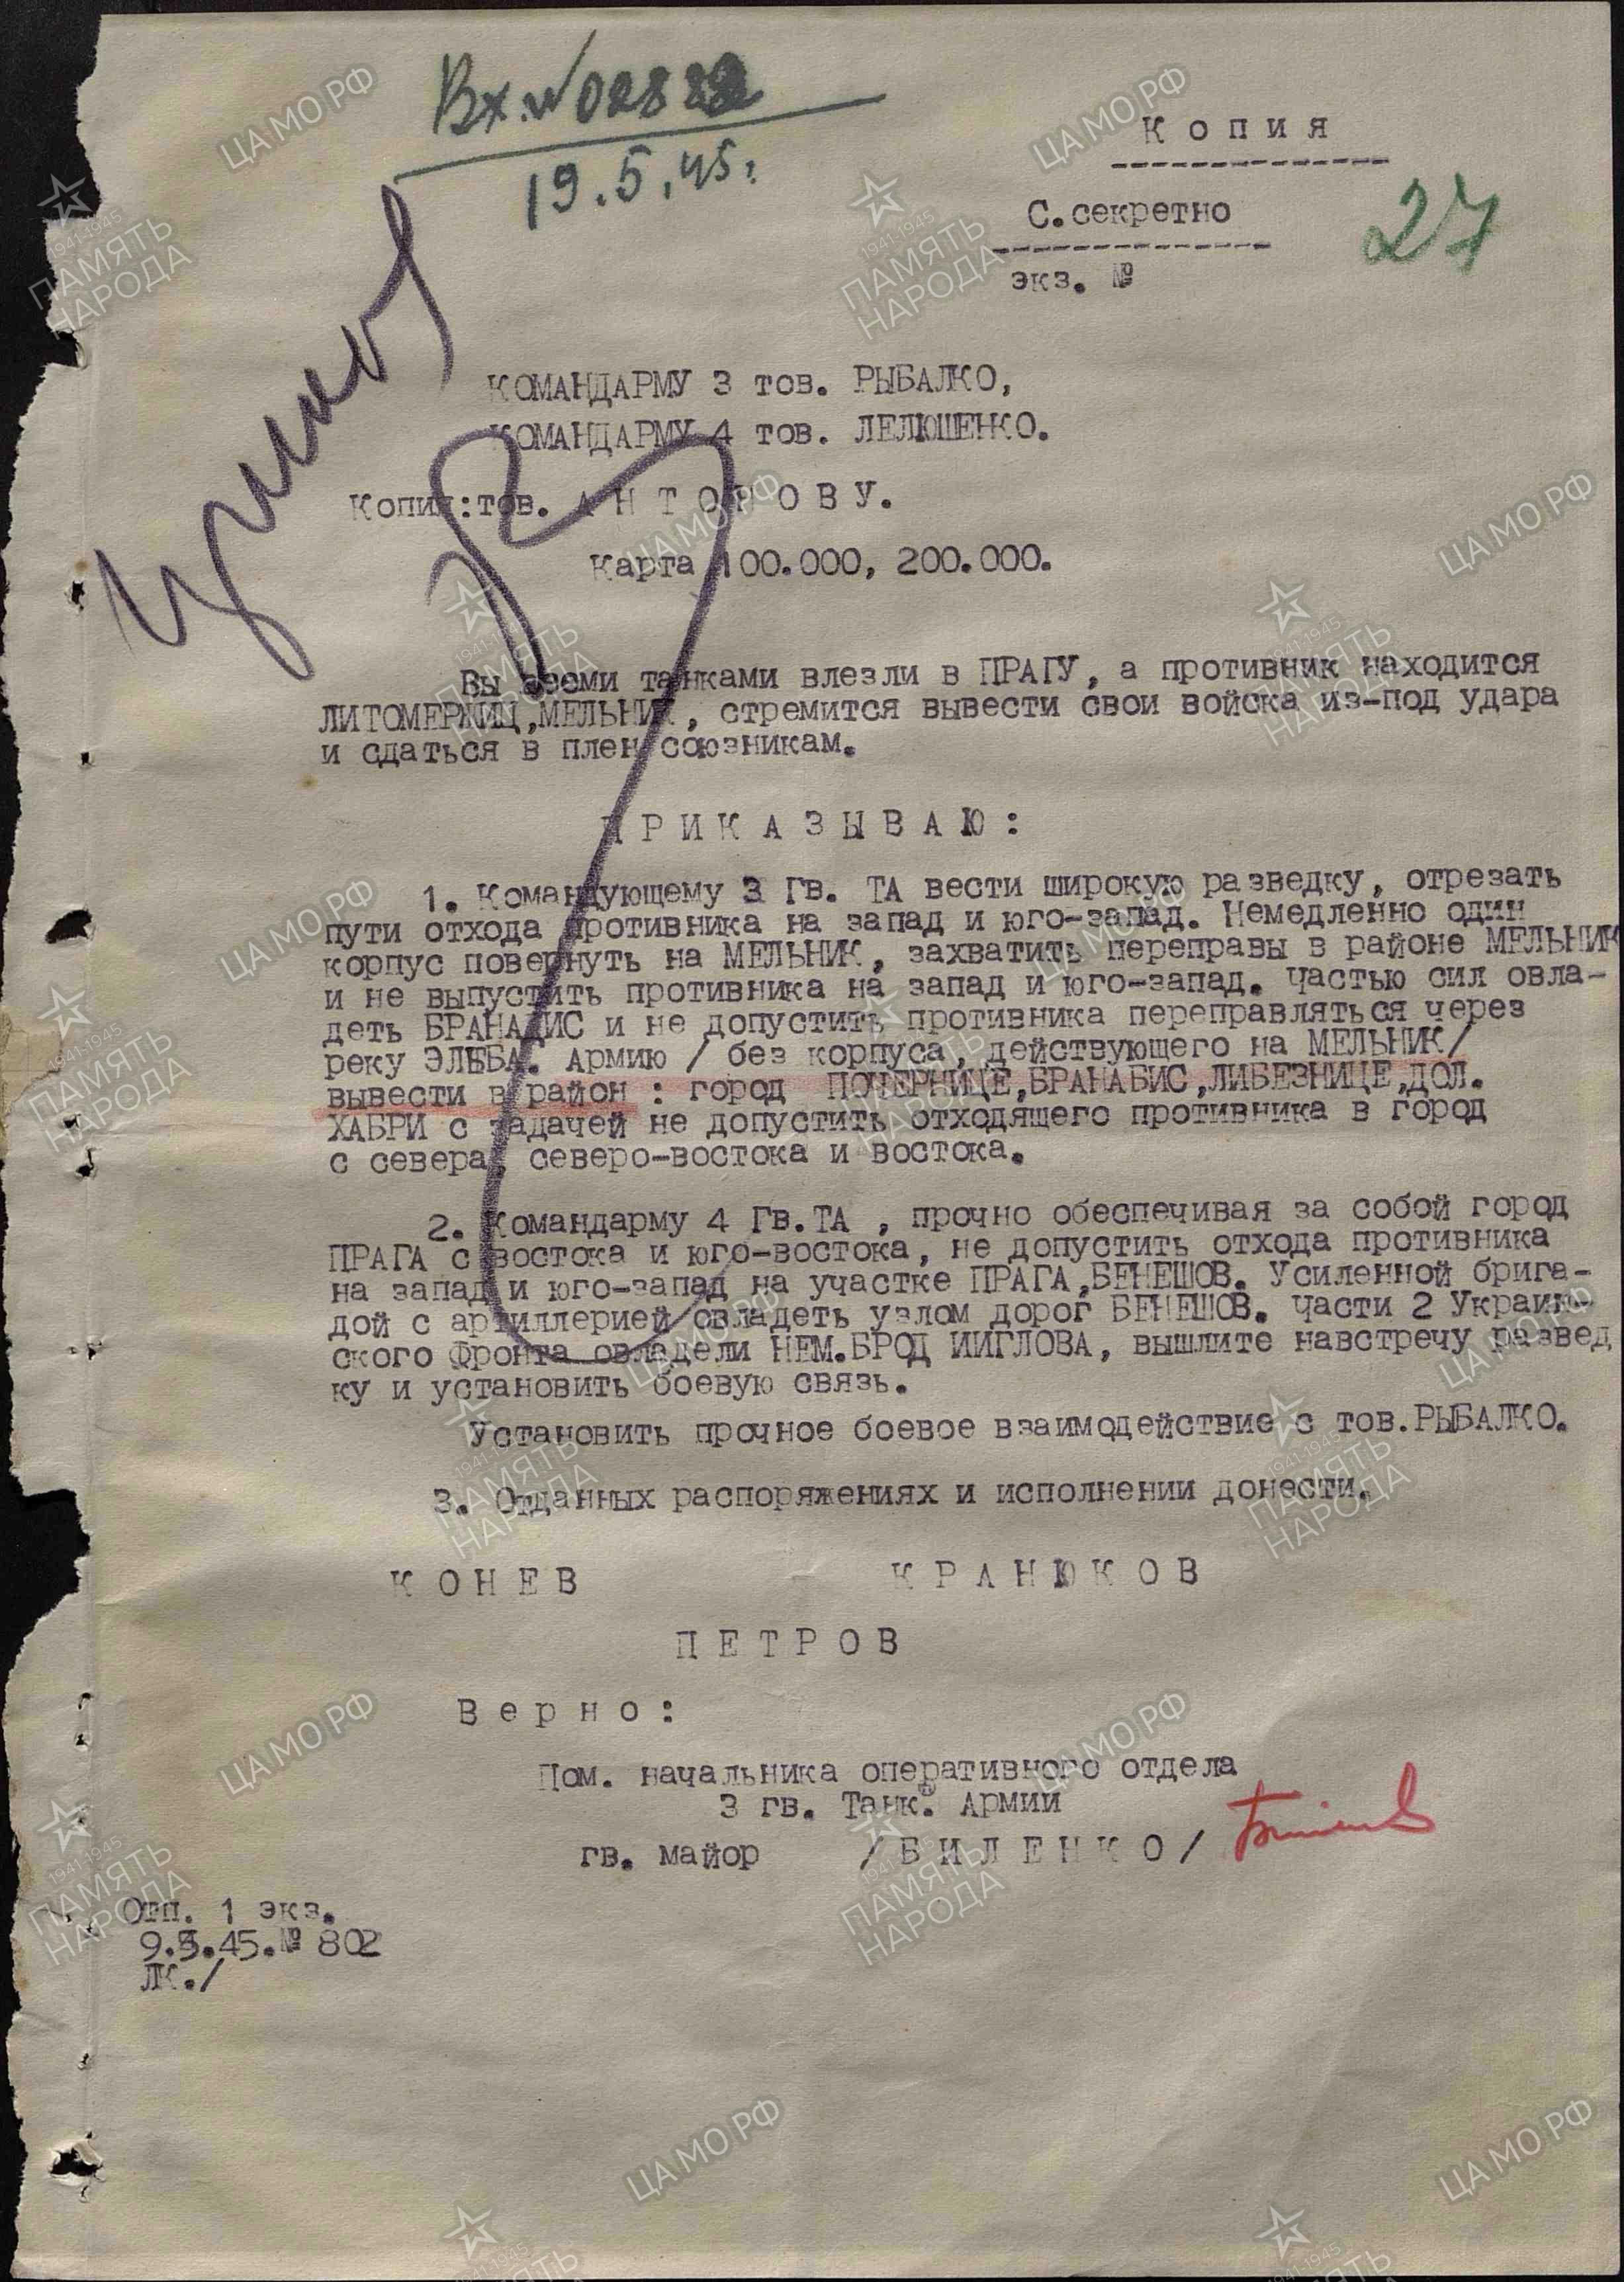 Вх.№02882
19.5.45.
Копия
С.секретно
27
экз. №
КОМАНДАРМУ 3 тов. РЫБАЛКО,
КОМАНДАРМУ 4 тов. ЛЕЛЮШЕНКО.
Копия:тов. АНТОНОВУ.
Карта 100.000, 200.000.
Вы всеми танками влезли в ПРАГУ, а противник находится
ЛИТОМЕРЖИЦ,МЕЛЬНИК, стремится вывести свои войска из-под удара
и сдаться в плен союзникам.
ПРИКАЗЫВАЮ:
1. Командующему 3 Гв. ТА вести широкую разведку, отрезать
пути отхода противника на запад и юго-запад. Немедленно один
корпус повернуть на МЕЛЬНИК, захватить переправы в районе МЕЛЬНИК
и не выпустить противника на запад и юго-запад. Частью сил овла-
деть БРАНАДИС и не допустить противника переправляться через
реку ЭЛЬБА. Армию / без корпуса, действующего на МЕЛЬНИК/
вывести в район : город ПОЧЕРНИЦЕ,БРАНАБИС,ЛИБЕЗНИЦЕ,ДОЛ.
ХАБРИ с задачей не допустить отходящего противника в город
с севера, северо-востока и востока.
2. Командарму 4 Гв.ТА , прочно обеспечивая за собой город
ПРАГА с востока и юго-востока, не допустить отхода противника
на запад и юго-запад на участке ПРАГА,БЕНЕШОВ. Усиленной брига-
дой с артиллерией овладеть узлом дорог БЕНЕШОВ. Части 2 Украин-
ского фронта овладели НЕМ.БРОД ИИГЛОВА, вышлите навстречу развед
ку и установить боевую связь.
Установить прочное боевое взаимодействие с тов.РЫБАЛКО.
3. Отданных распоряжениях и исполнении донести.
КОНЕВ КРАНЮКОВ
ПЕТРОВ
Верно:
Пом. начальника оперативного отдела
3 гв. Танк. Армии
гв. майор /БИЛЕНКО/
Отп. 1 экз.
9.5.45.№ 802
ЛК./